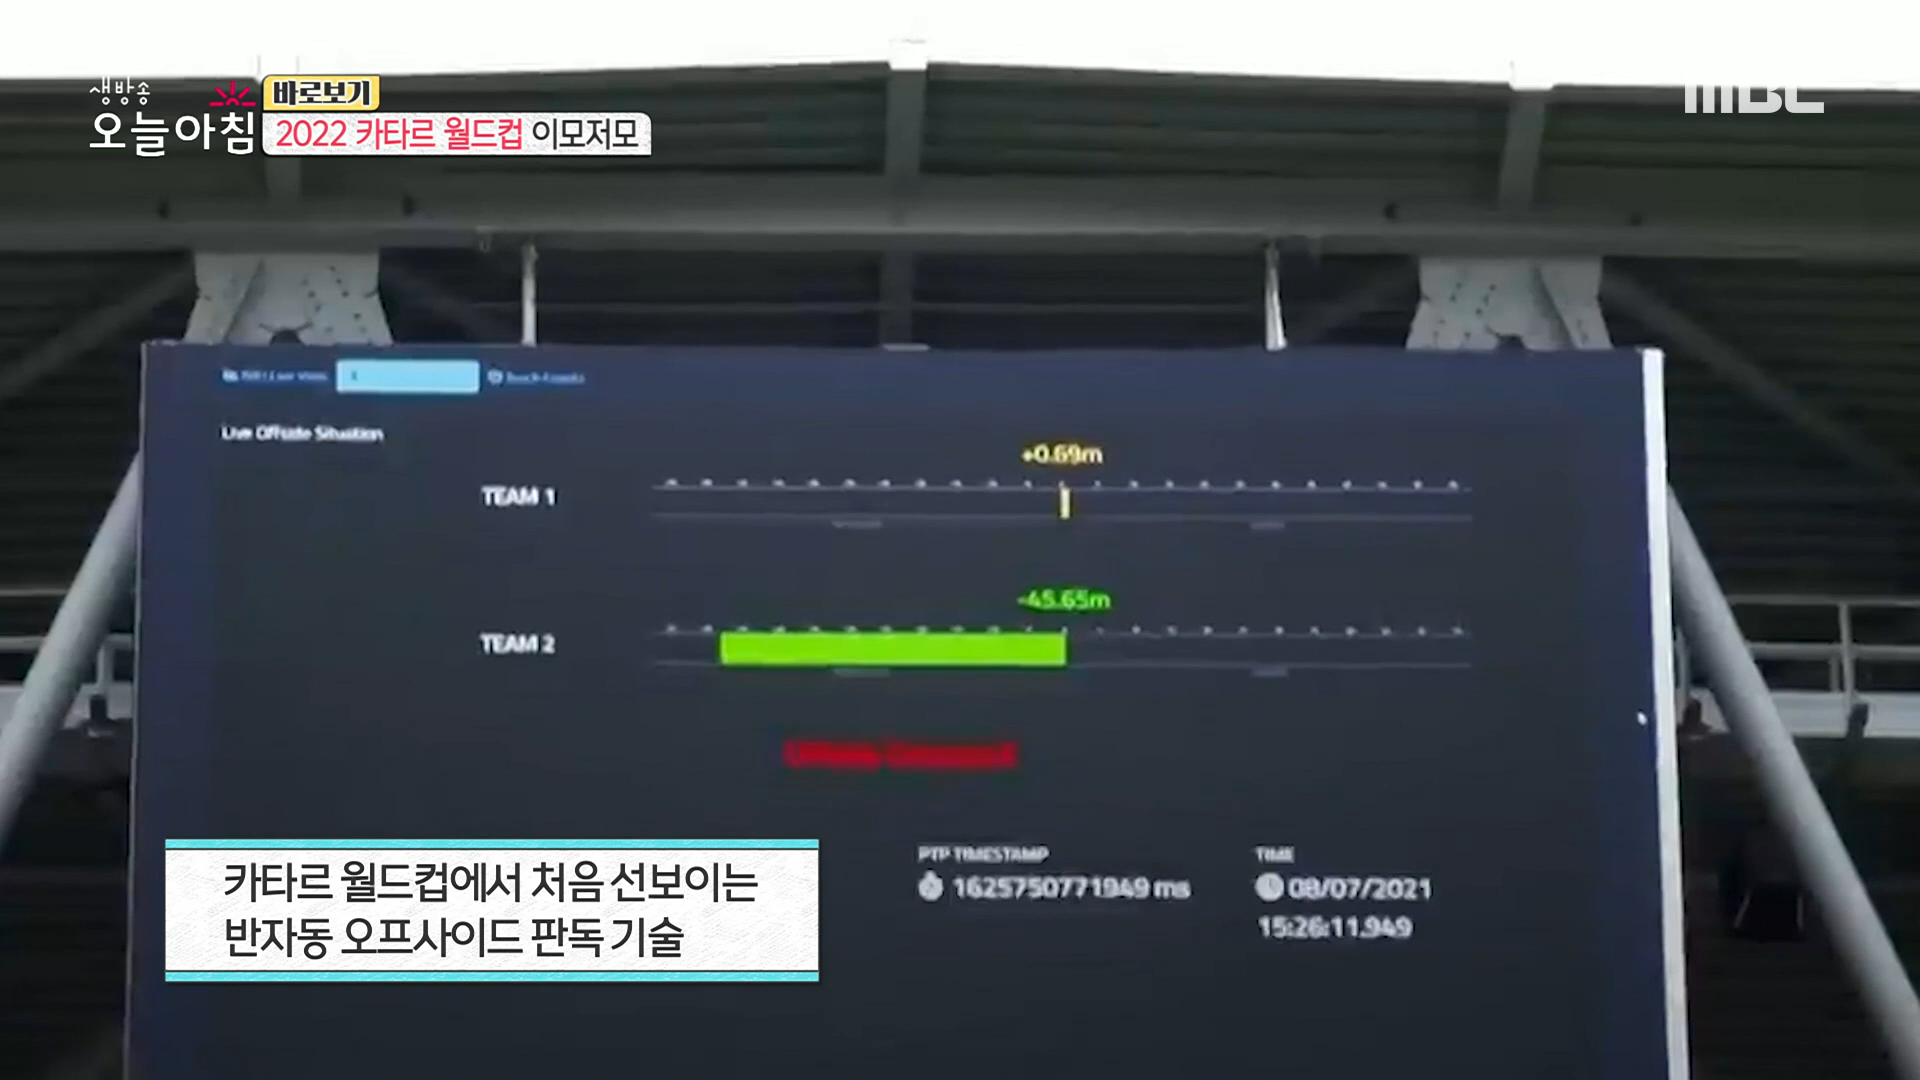 생방송
오늘아침
바로보기
2022 카타르 월드컵 이모저모
MBC
Live Offside Situation
+0.69m
TEAM 1
-45.65m
TEAM 2
PTP TIMESTAMP
1625750771949 ms
TIME
08/07/2021
15:26:11.949
카타르 월드컵에서 처음 선보이는
반자동 오프사이드 판독 기술